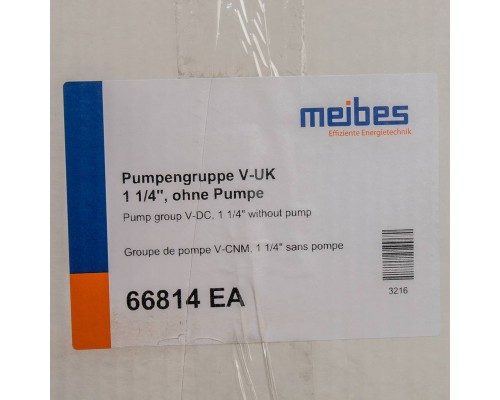 meibes
Effiziente Energietechnik
Pumpengruppe V-UK
1 1/4", ohne Pumpe
Pump group V-DC, 1 1/4" without pump
Groupe de pompe V-CNM, 1 1/4" sans pompe
66814 EA
3216